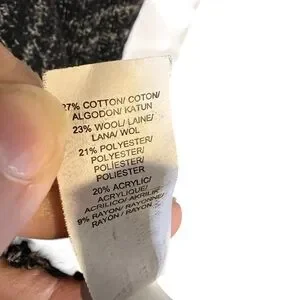 27% COTTON/ COTON/
ALGODON/ KATUN
23% WOOL/ LAINE/
LANA/ WOL
21% POLYESTER/
POLYESTER/
POLIESTER/
POLIESTER
20% ACRYLIC/
ACRYLIQUE/
ACRILICO/ AKRILIK
9% RAYON/ RAYONNE/
RAYON / RAYON